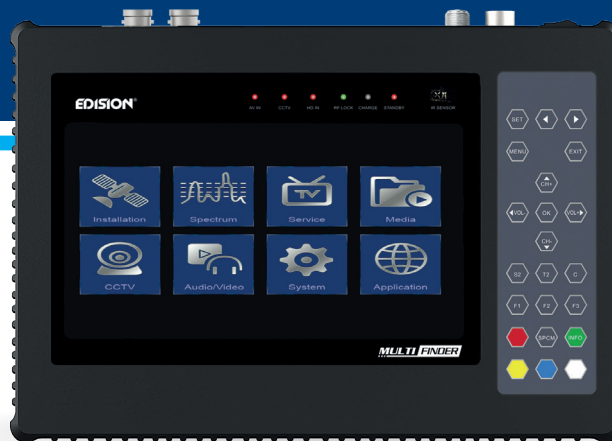 EDISION®
AV IN CCTV HD IN RF LOCK CHARGE STANDBY IR SENSOR
Installation Spectrum Service Media
TV
CCTV Audio/Video System Application
MULTI FINDER
SET
MENU EXIT
CH+
VOL- OK VOL+
CH-
S2 T2 C
F1 F2 F3
SPCM INFO